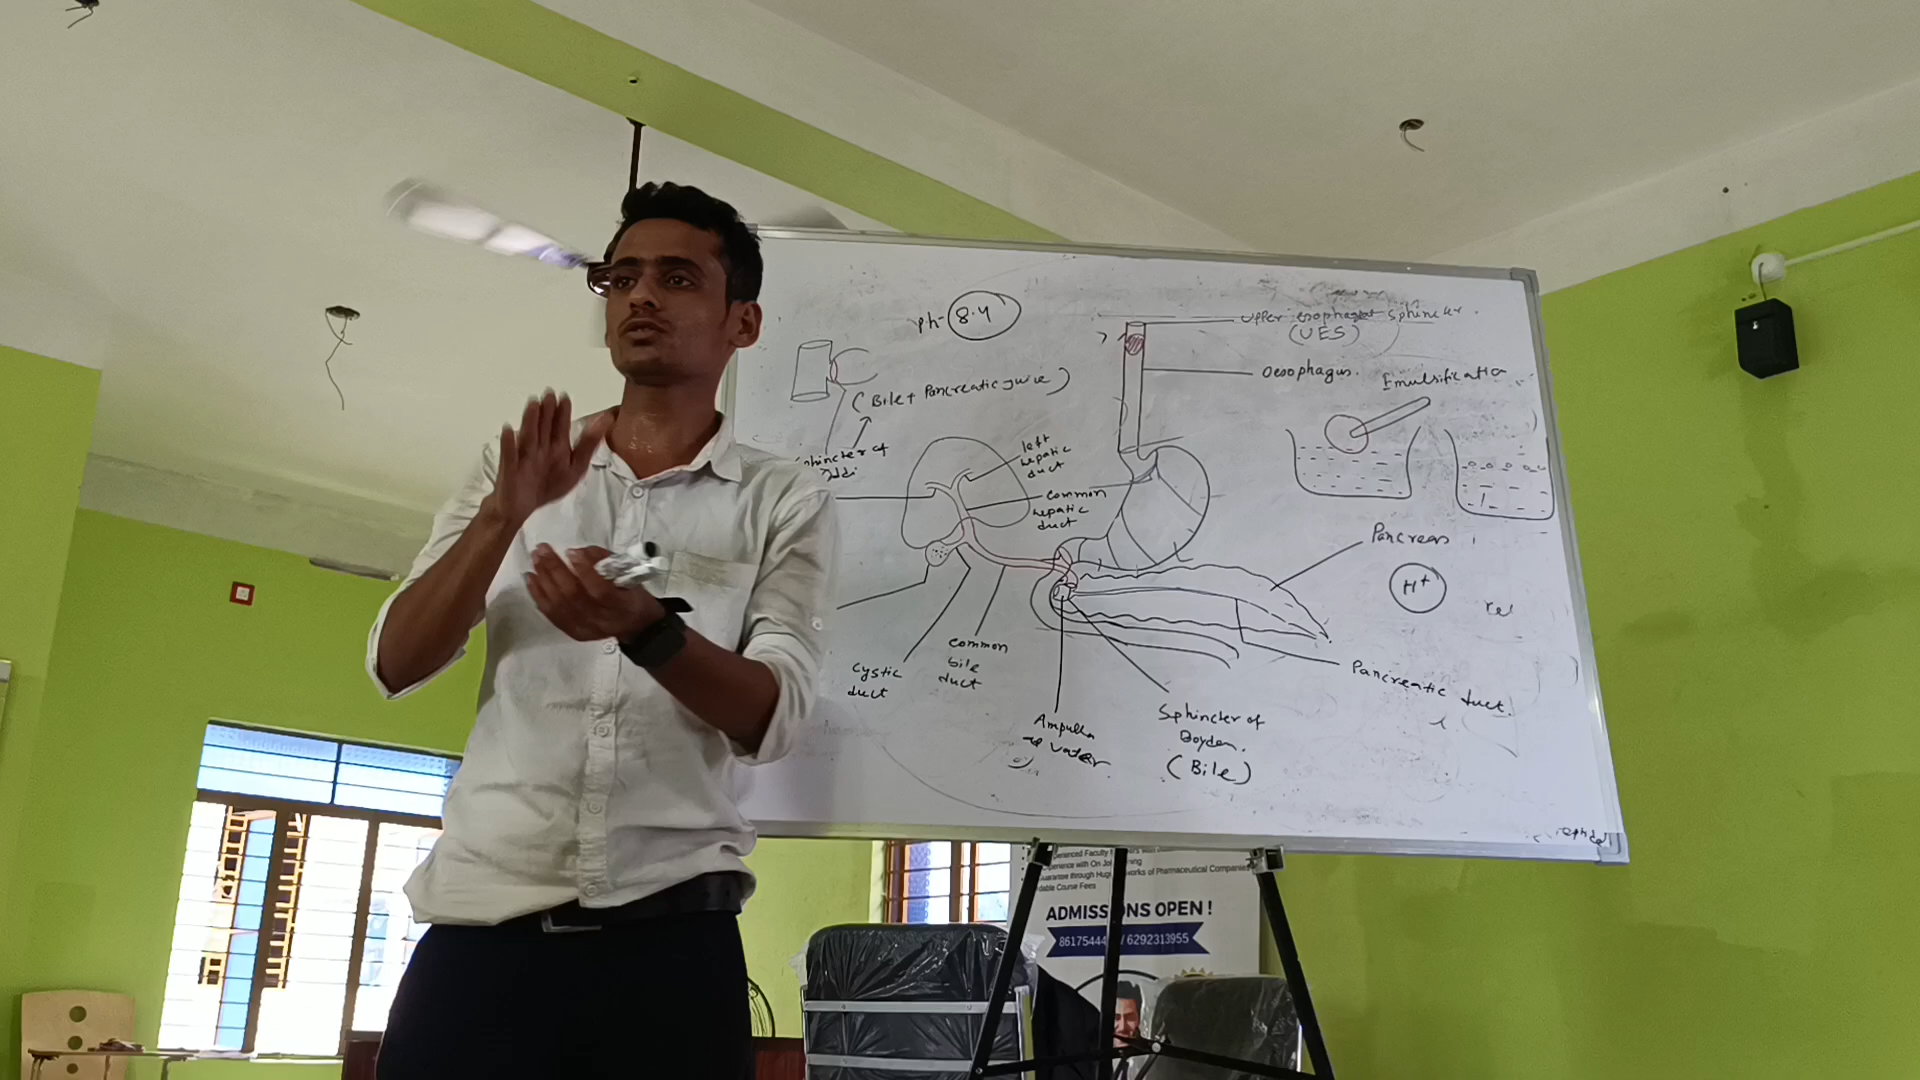 ph- 8.4
Upper esophageal sphincter.
(UES)
Oesophagus.
Emulsification
(Bile + Pancreatic juice)
sphincter of
oddi
left
hepatic
duct
common
hepatic
duct
Pancreas
H+
cystic
duct
common
bile
duct
Pancreatic duct.
Ampulla
of vater
Sphincter of
Boyden.
(Bile)
ADMISSIONS OPEN !
/ 6292313955